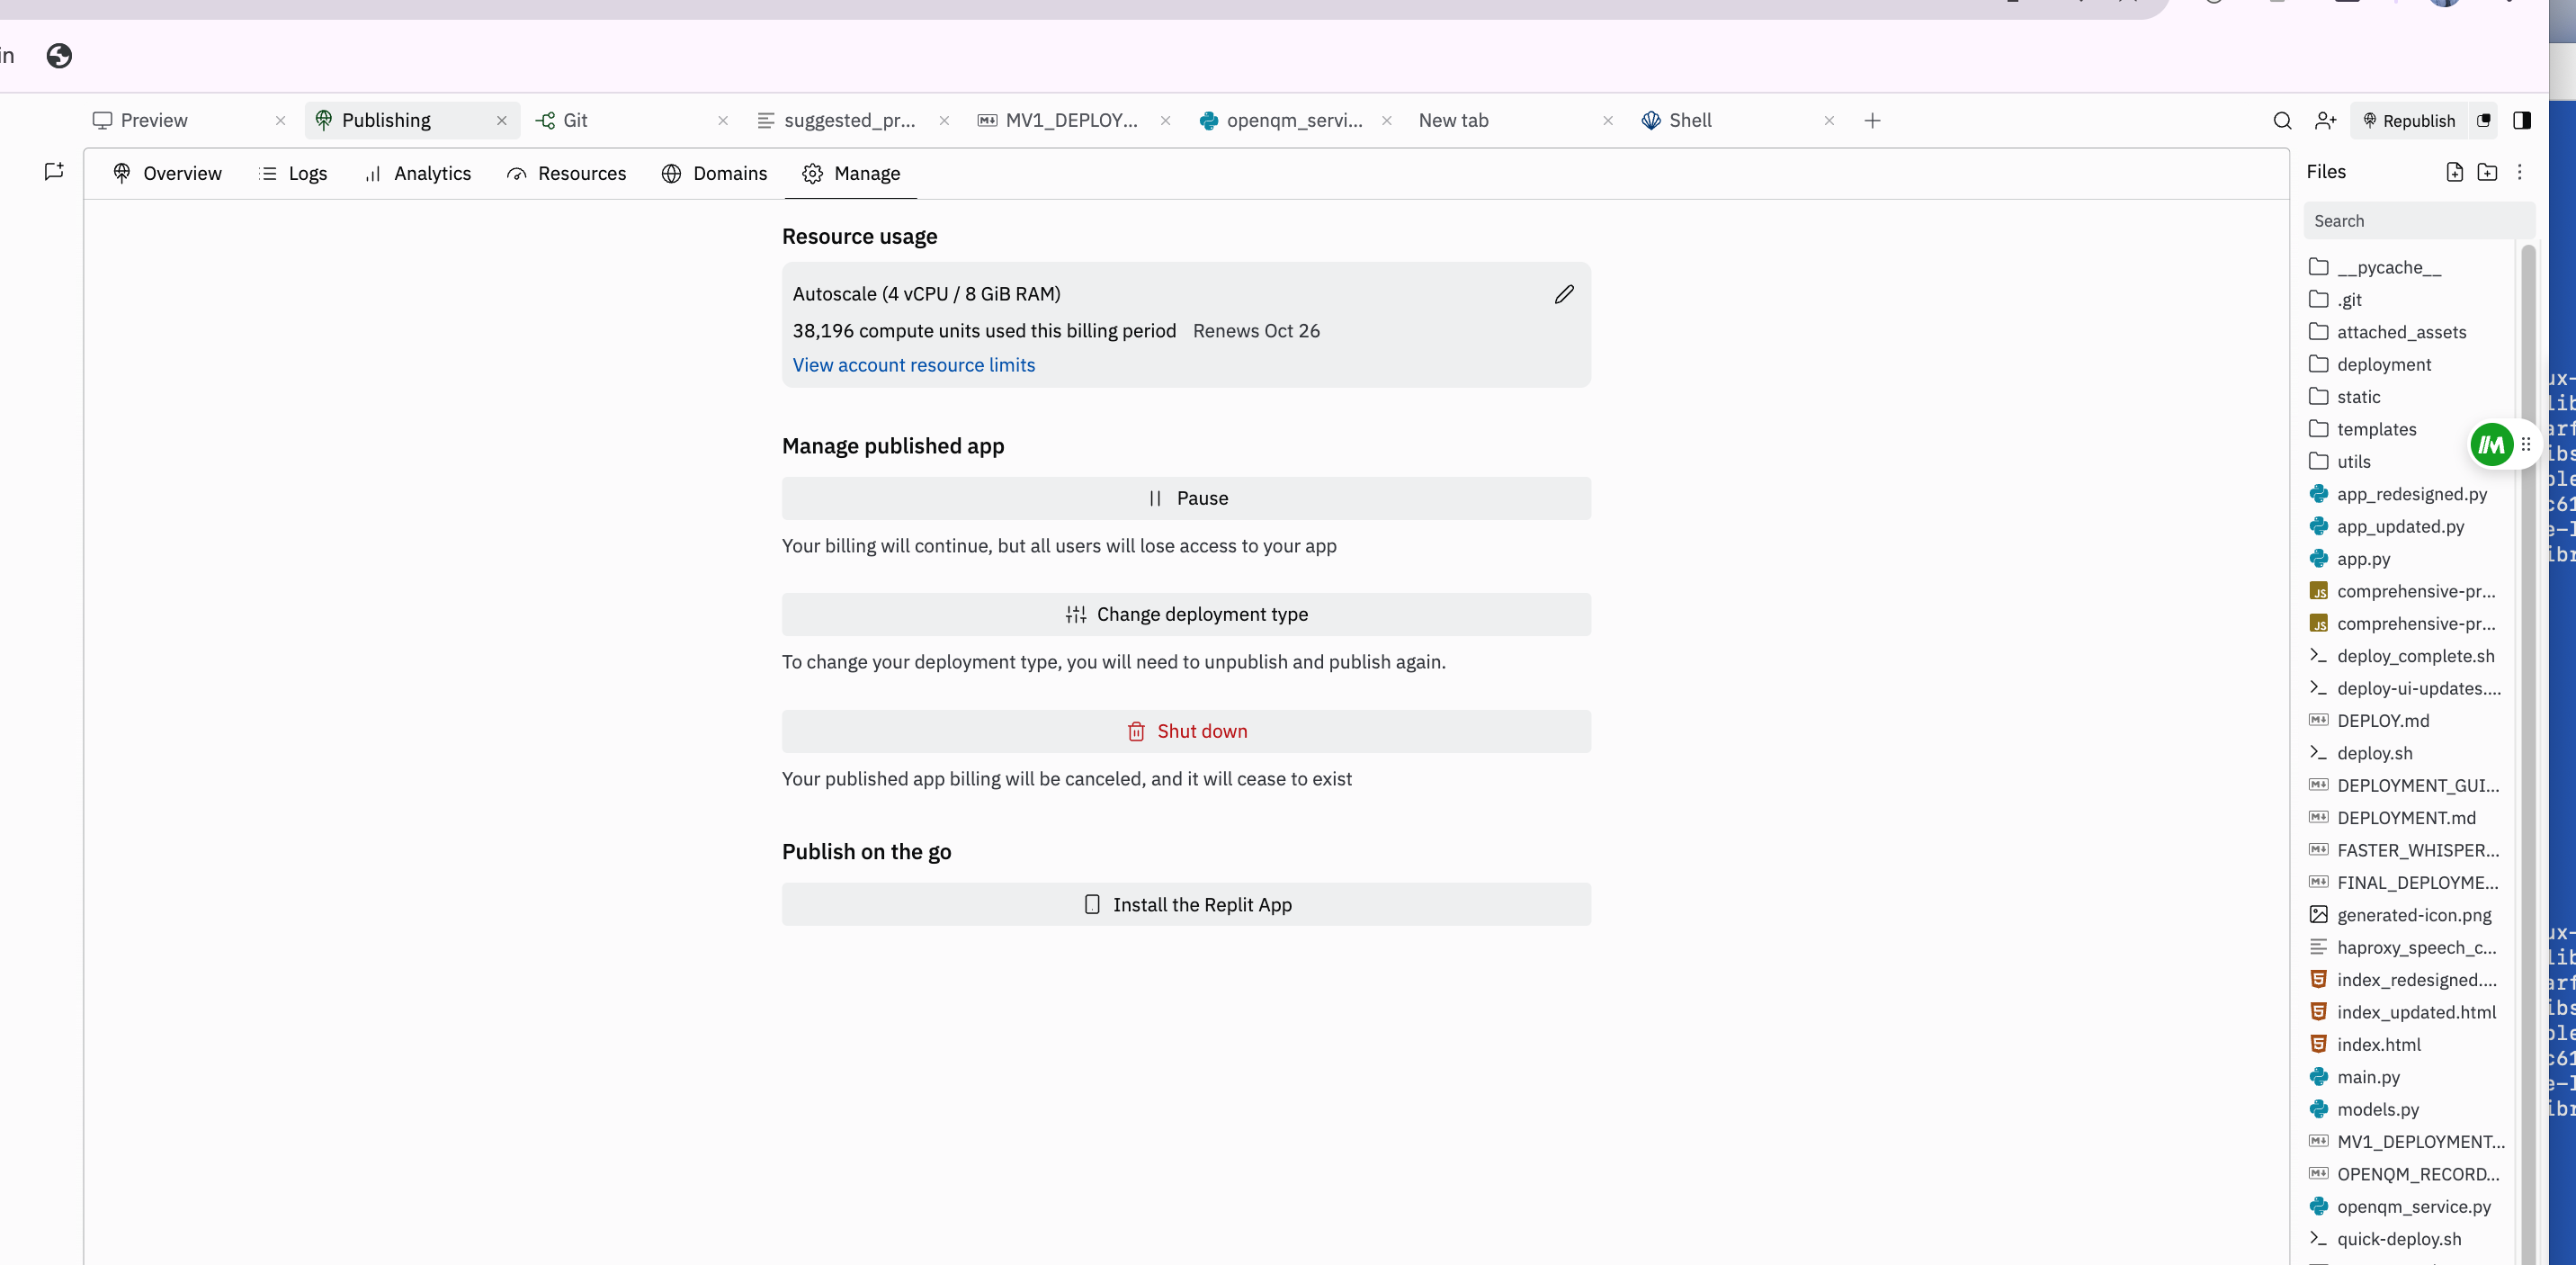 in
Preview
Publishing
Git
suggested_pr...
MV1_DEPLOY...
openqm_servi...
New tab
Shell
Republish
Overview
Logs
Analytics
Resources
Domains
Manage
Resource usage
Autoscale (4 vCPU / 8 GiB RAM)
38,196 compute units used this billing period Renews Oct 26
View account resource limits
Manage published app
Pause
Your billing will continue, but all users will lose access to your app
Change deployment type
To change your deployment type, you will need to unpublish and publish again.
Shut down
Your published app billing will be canceled, and it will cease to exist
Publish on the go
Install the Replit App
Files
Search
__pycache__
.git
attached_assets
deployment
static
templates
utils
app_redesigned.py
app_updated.py
app.py
JS comprehensive-pr...
JS comprehensive-pr...
deploy_complete.sh
deploy-ui-updates....
DEPLOY.md
deploy.sh
DEPLOYMENT_GUI...
DEPLOYMENT.md
FASTER_WHISPER...
FINAL_DEPLOYME...
generated-icon.png
haproxy_speech_c...
index_redesigned....
index_updated.html
index.html
main.py
models.py
MV1_DEPLOYMENT...
OPENQM_RECORD...
openqm_service.py
quick-deploy.sh